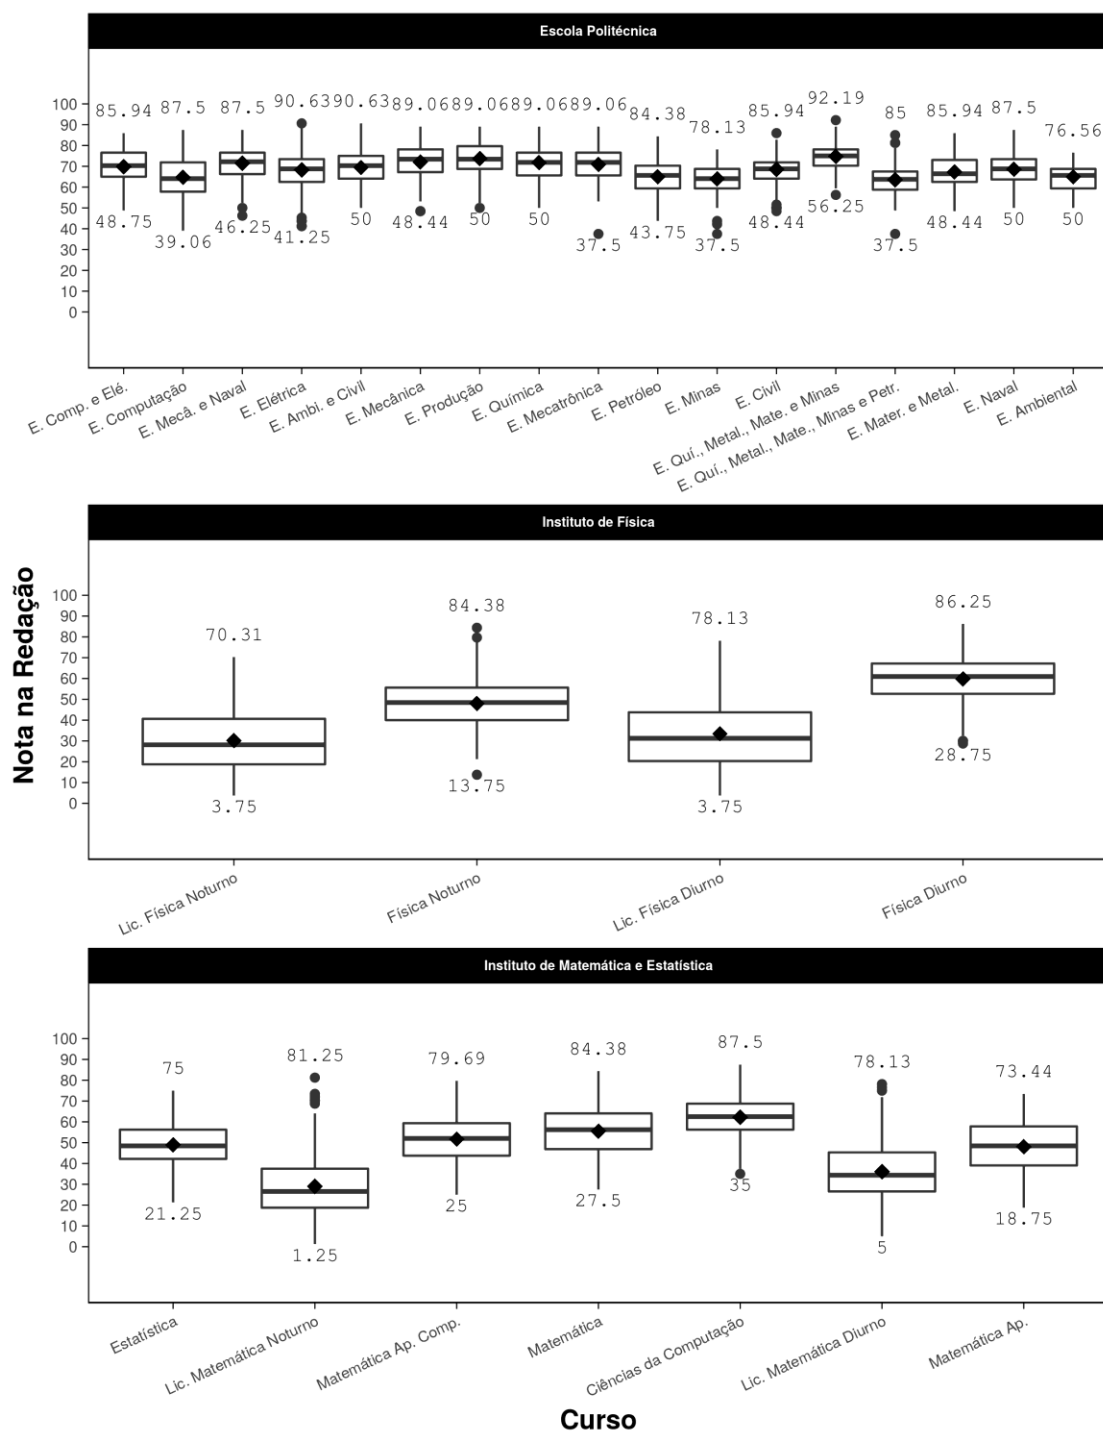 Escola Politécnica
85.94 87.5 87.5 90.63 90.63 89.06 89.06 89.06 89.06 84.38 78.13 85.94 92.19 85 85.94 87.5 76.56
100
90
80
70
60
50
40
30
20
10
0
48.75 39.06 46.25 41.25 50 48.44 50 50 37.5 43.75 37.5 48.44 56.25 37.5 48.44 50 50
E. Comp. e Elé.
E. Computação
E. Mecâ. e Naval
E. Elétrica
E. Ambi. e Civil
E. Mecânica
E. Produção
E. Química
E. Mecatrônica
E. Petróleo
E. Minas
E. Civil
E. Quí., Metal., Mate. e Minas
E. Quí., Metal., Mate., Minas e Petr.
E. Mater. e Metal.
E. Naval
E. Ambiental
Nota na Redação
Instituto de Física
70.31 84.38 78.13 86.25
100
90
80
70
60
50
40
30
20
10
0
3.75 13.75 3.75 28.75
Lic. Física Noturno
Física Noturno
Lic. Física Diurno
Física Diurno
Instituto de Matemática e Estatística
75 81.25 79.69 84.38 87.5 78.13 73.44
100
90
80
70
60
50
40
30
20
10
0
21.25 1.25 25 27.5 35 5 18.75
Estatística
Lic. Matemática Noturno
Matemática Ap. Comp.
Matemática
Ciências da Computação
Lic. Matemática Diurno
Matemática Ap.
Curso